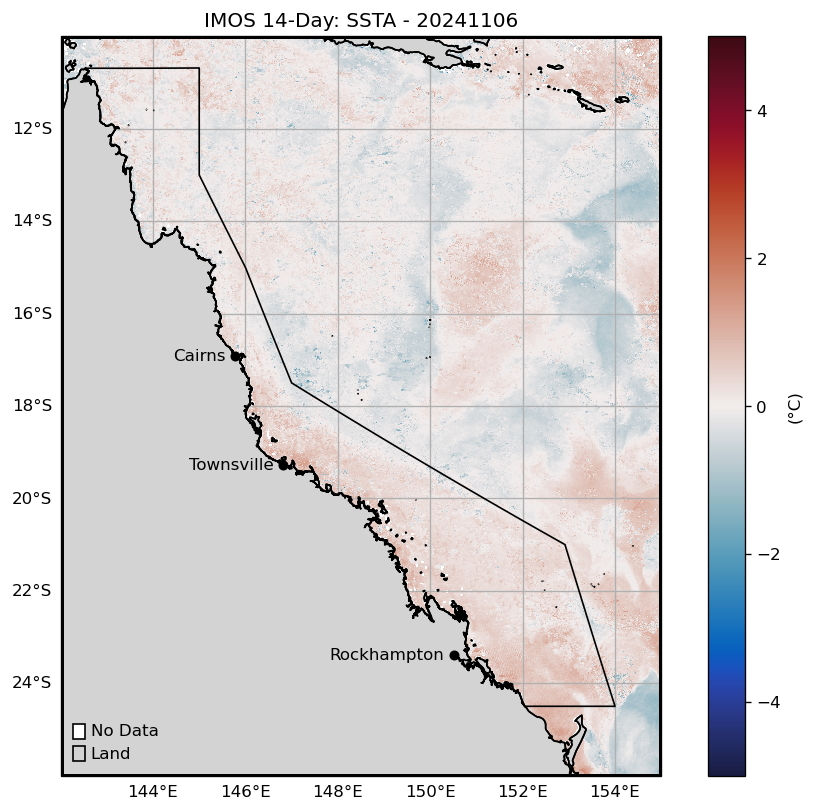 IMOS 14-Day: SSTA - 20241106
12°S
14°S
16°S
18°S
20°S
22°S
24°S
Cairns
Townsville
Rockhampton
No Data
Land
144°E
146°E
148°E
150°E
152°E
154°E
4
2
0
−2
−4
(°C)